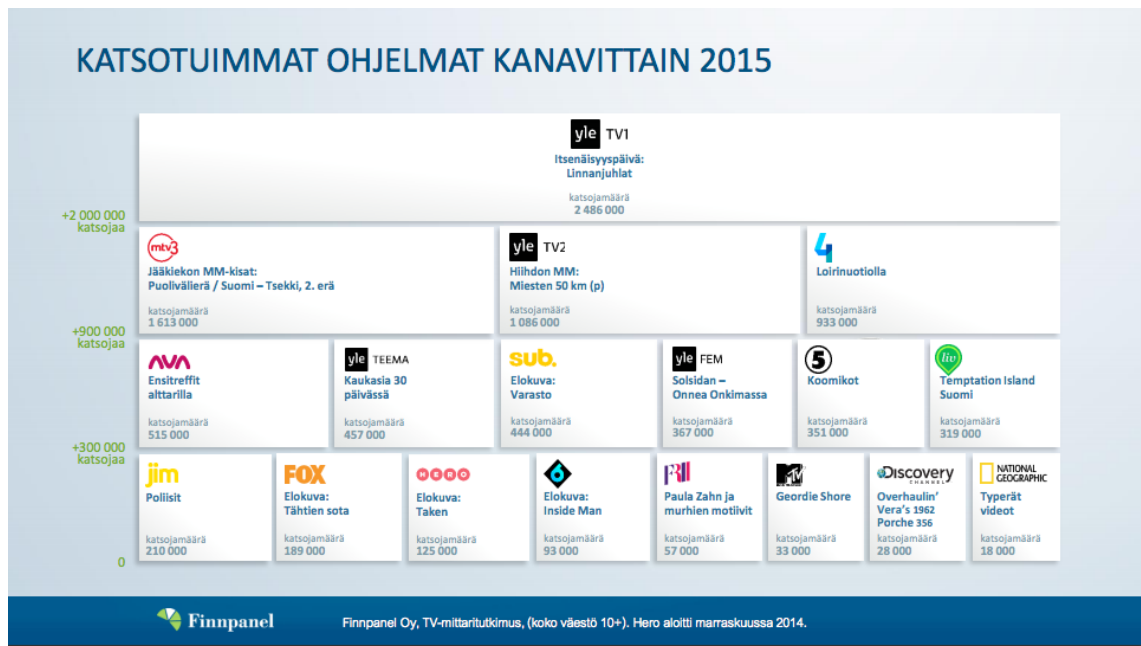 KATSOTUIMMAT OHJELMAT KANAVITTAIN 2015
yle TV1
Itsenäisyyspäivä:
Linnanjuhlat
katsojamäärä
2 486 000
+2 000 000
katsojaa
mtv3
Jääkiekon MM-kisat:
Puolivälierä / Suomi – Tsekki, 2. erä
katsojamäärä
1 613 000
yle TV2
Hiihdon MM:
Miesten 50 km (p)
katsojamäärä
1 086 000
4
Loirinuotiolla
katsojamäärä
933 000
+900 000
katsojaa
AVA
Ensitreffit
alttarilla
katsojamäärä
515 000
yle TEEMA
Kaukasia 30
päivässä
katsojamäärä
457 000
sub.
Elokuva:
Varasto
katsojamäärä
444 000
yle FEM
Solsidan –
Onnea Onkimassa
katsojamäärä
367 000
5
Koomikot
katsojamäärä
351 000
liv
Temptation Island
Suomi
katsojamäärä
319 000
+300 000
katsojaa
jim
Poliisit
katsojamäärä
210 000
FOX
Elokuva:
Tähtien sota
katsojamäärä
189 000
HERO
Elokuva:
Taken
katsojamäärä
125 000
6
Elokuva:
Inside Man
katsojamäärä
93 000
Paula Zahn ja
murhien motiivit
katsojamäärä
57 000
MTV
Geordie Shore
katsojamäärä
33 000
Discovery
CHANNEL
Overhaulin'
Vera's 1962
Porche 356
katsojamäärä
28 000
NATIONAL
GEOGRAPHIC
Typerät
videot
katsojamäärä
18 000
0
Finnpanel
Finnpanel Oy, TV-mittaritutkimus, (koko väestö 10+). Hero aloitti marraskuussa 2014.